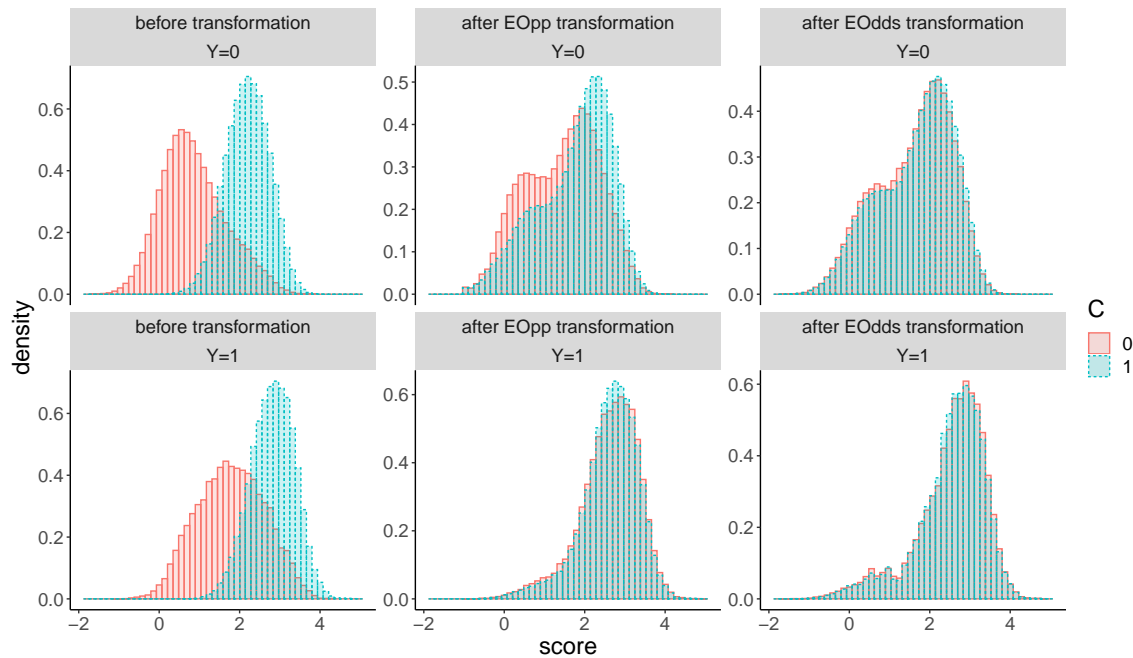 before transformation
Y=0
after EOpp transformation
Y=0
after EOdds transformation
Y=0
0.6
0.4
0.2
0.0
0.5
0.4
0.3
0.2
0.1
0.0
0.4
0.3
0.2
0.1
0.0
density
before transformation
Y=1
after EOpp transformation
Y=1
after EOdds transformation
Y=1
0.6
0.4
0.2
0.0
0.6
0.4
0.2
0.0
0.6
0.4
0.2
0.0
−2 0 2 4
−2 0 2 4
−2 0 2 4
score
C
0
1